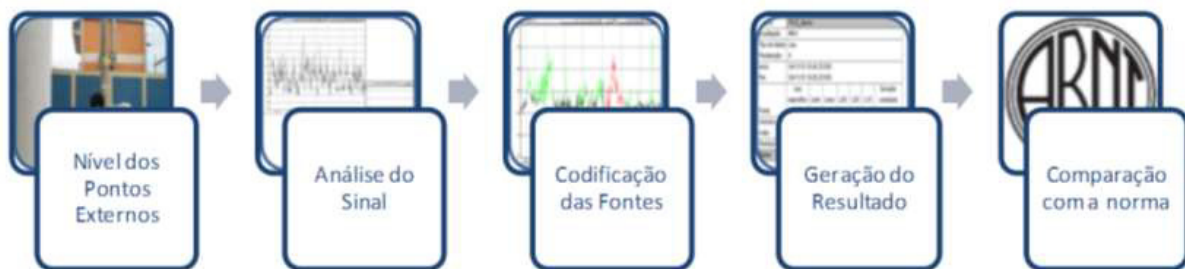 Nível dos
Pontos
Externos
Análise do
Sinal
Codificação
das Fontes
Geração do
Resultado
ABNT
Comparação
com a norma